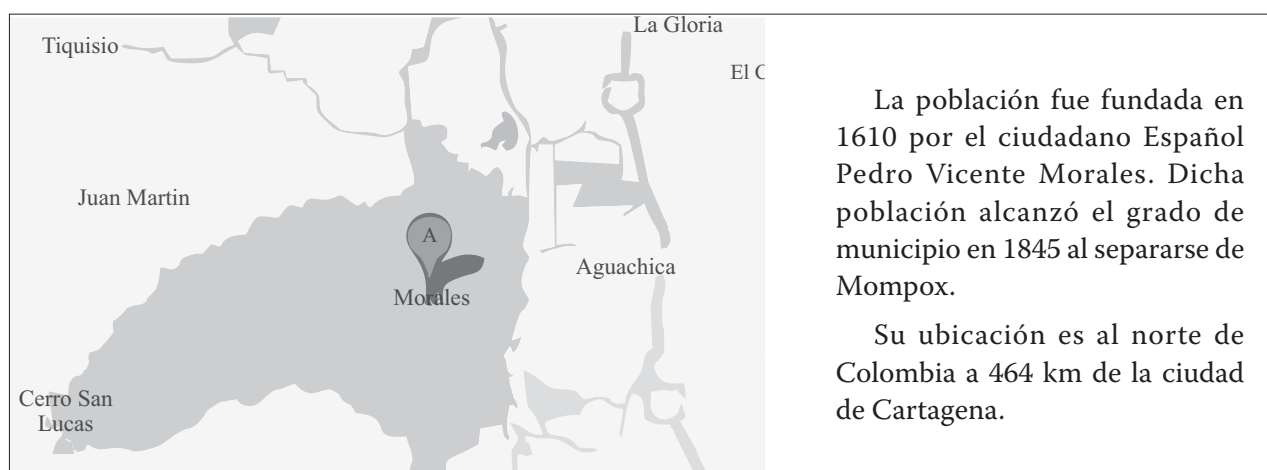 La Gloria
Tiquisio
El C
Juan Martin
A
Aguachica
Morales
Cerro San
Lucas
La población fue fundada en
1610 por el ciudadano Español
Pedro Vicente Morales. Dicha
población alcanzó el grado de
municipio en 1845 al separarse de
Mompox.
Su ubicación es al norte de
Colombia a 464 km de la ciudad
de Cartagena.